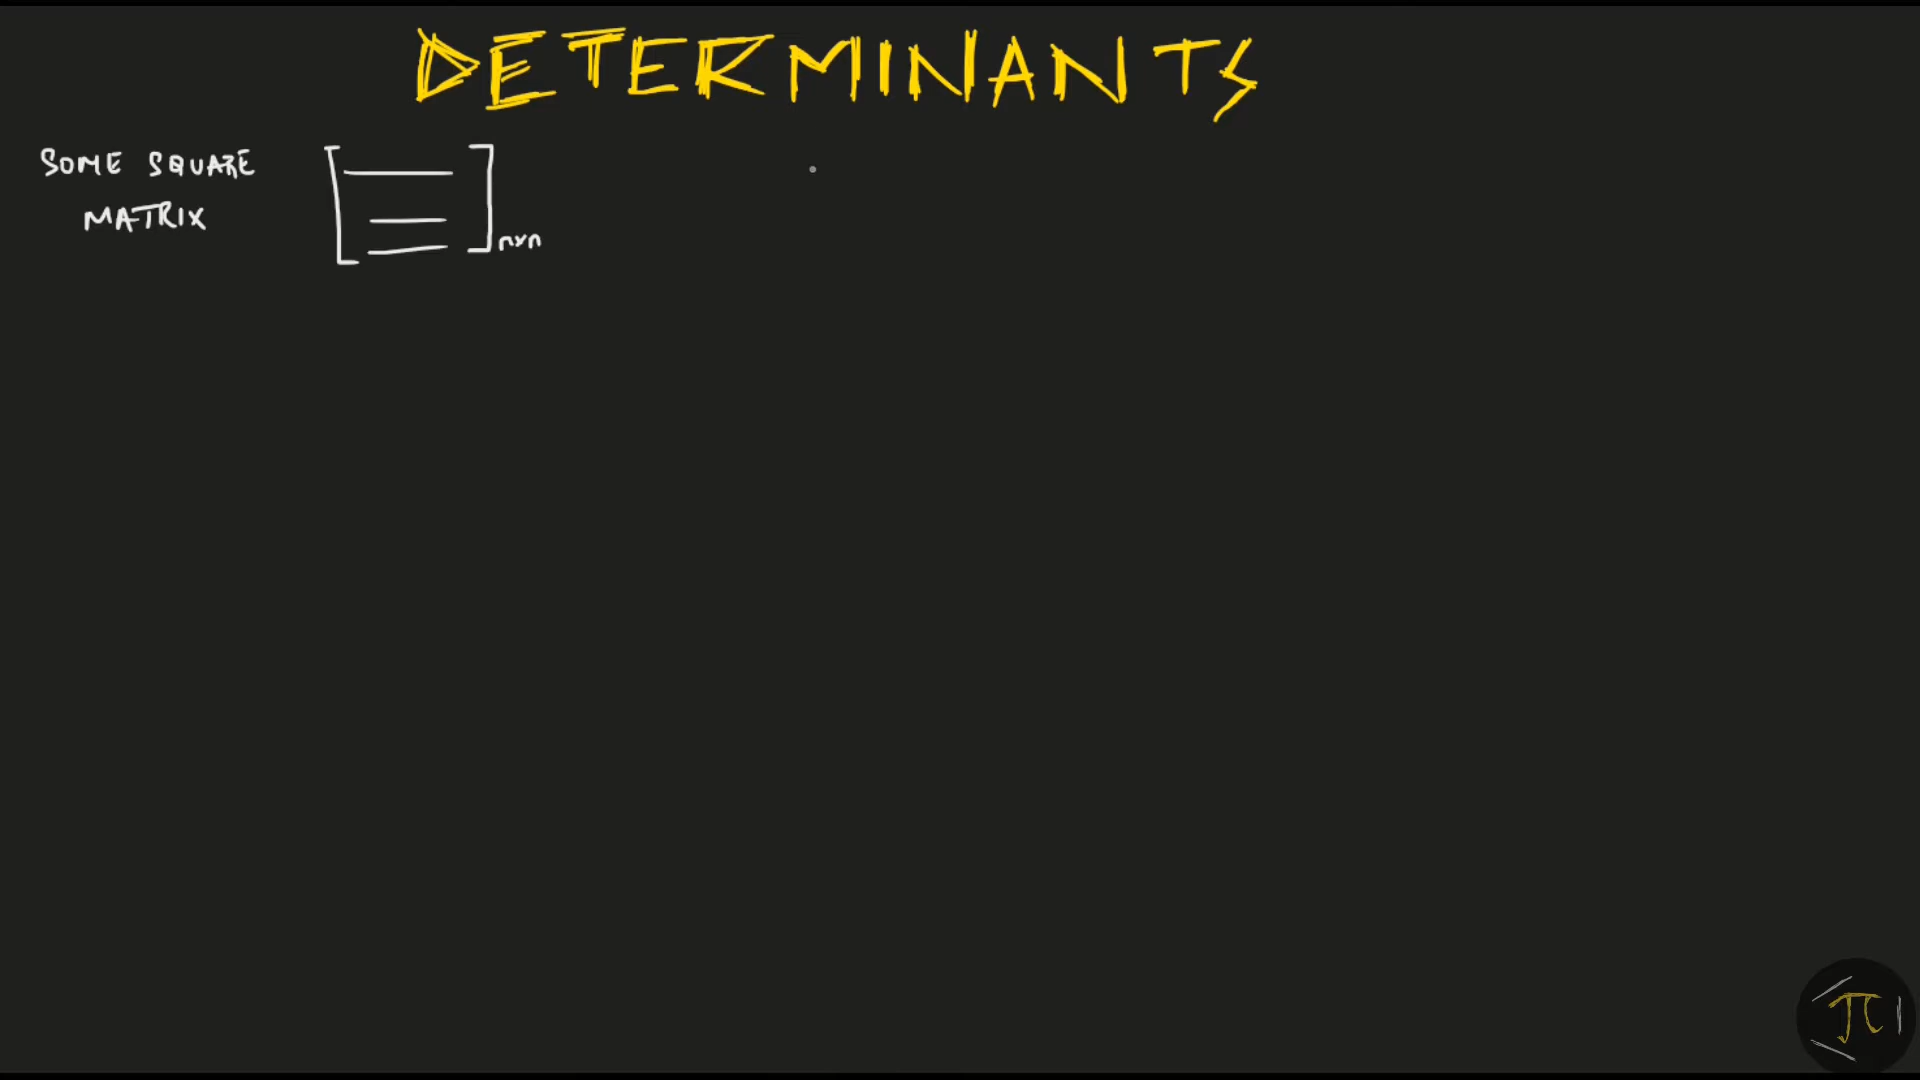 DETERMINANTS
SOME SQUARE
MATRIX
nxn
π